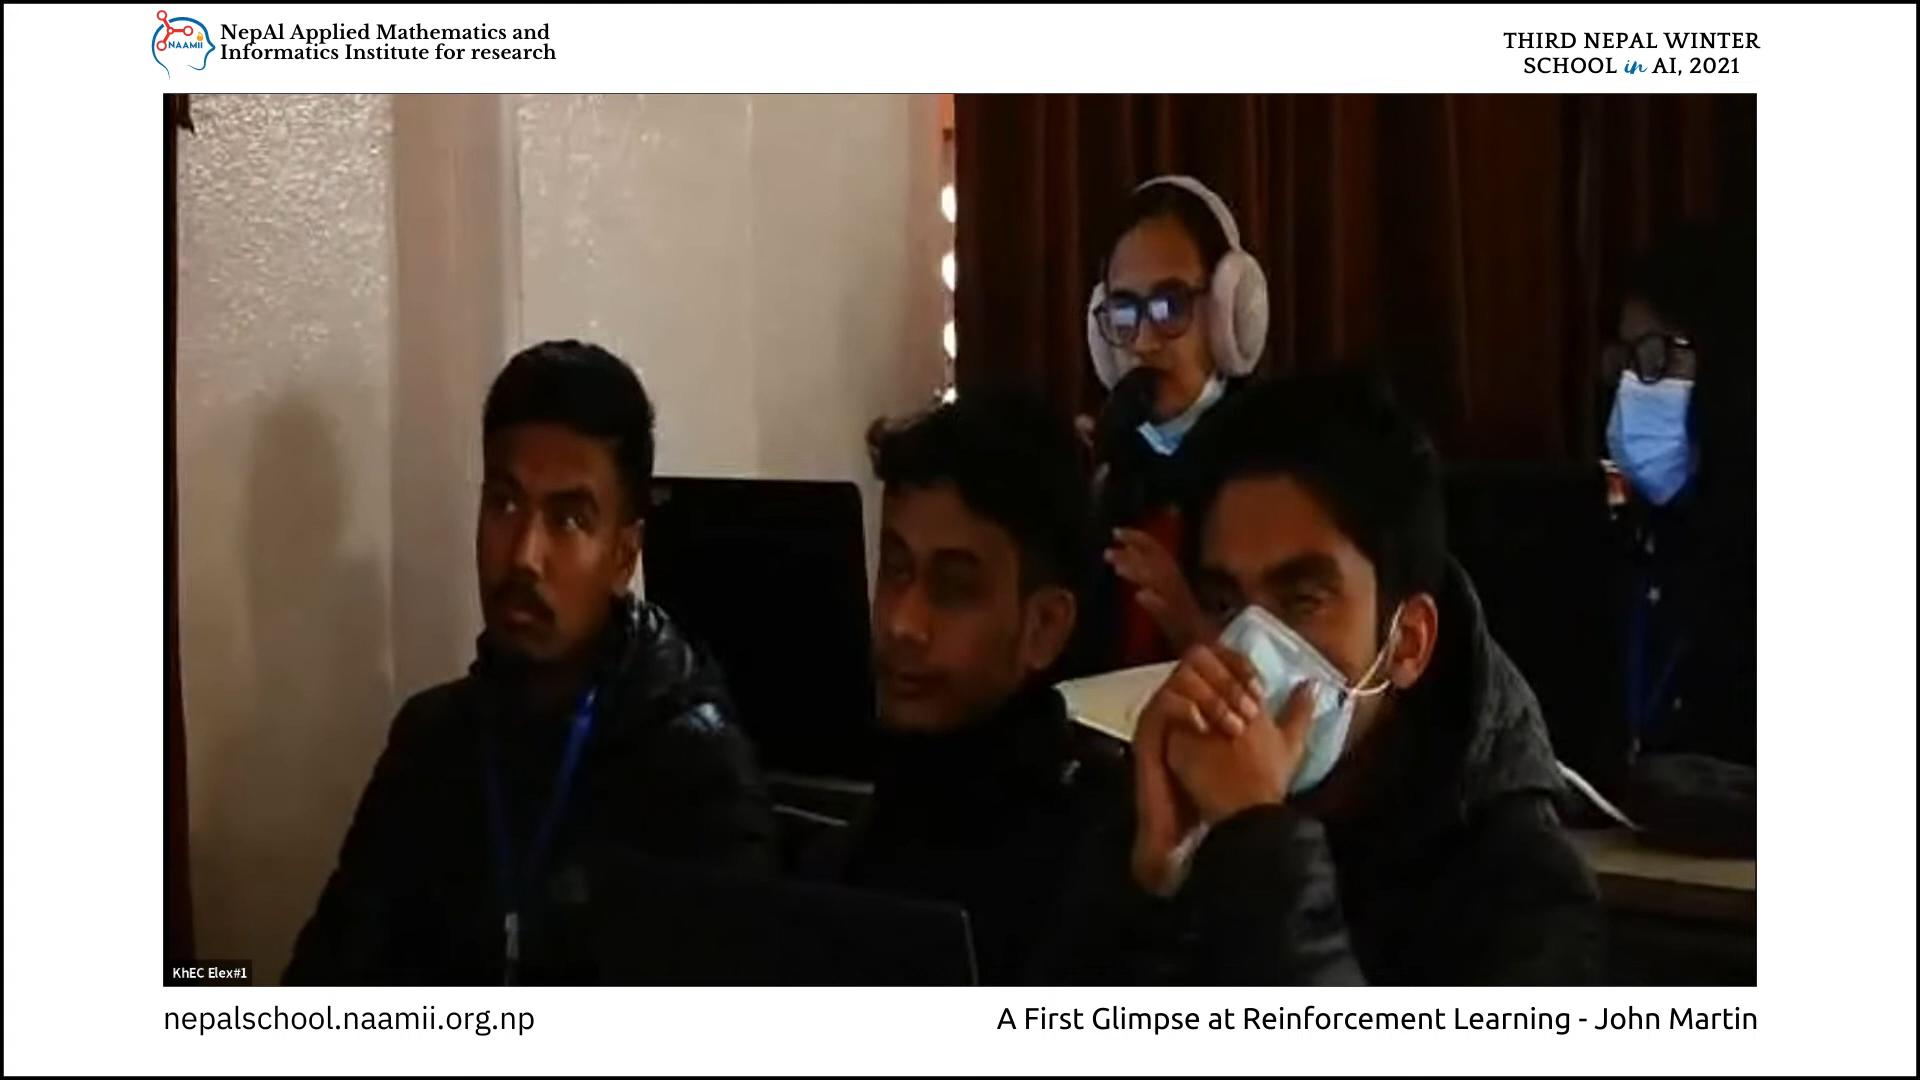 NAAMII
NepAl Applied Mathematics and
Informatics Institute for research
THIRD NEPAL WINTER
SCHOOL in AI, 2021
KhEC Elex#1
nepalschool.naamii.org.np
A First Glimpse at Reinforcement Learning - John Martin